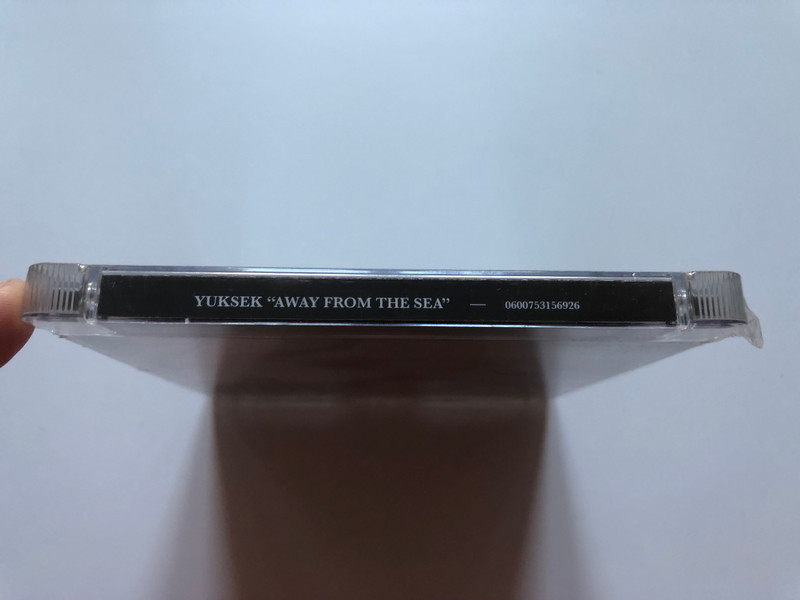 YUKSEK “AWAY FROM THE SEA” — 0600753156926